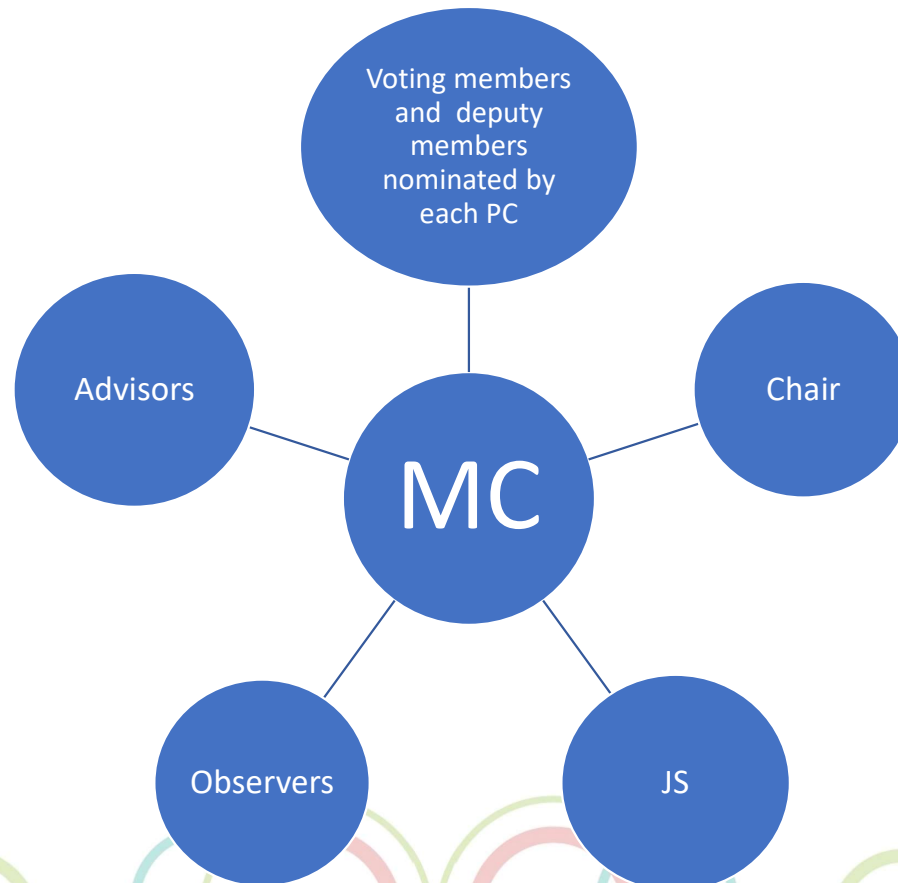 Voting members
and deputy
members
nominated by
each PC
Advisors
Chair
MC
Observers
JS